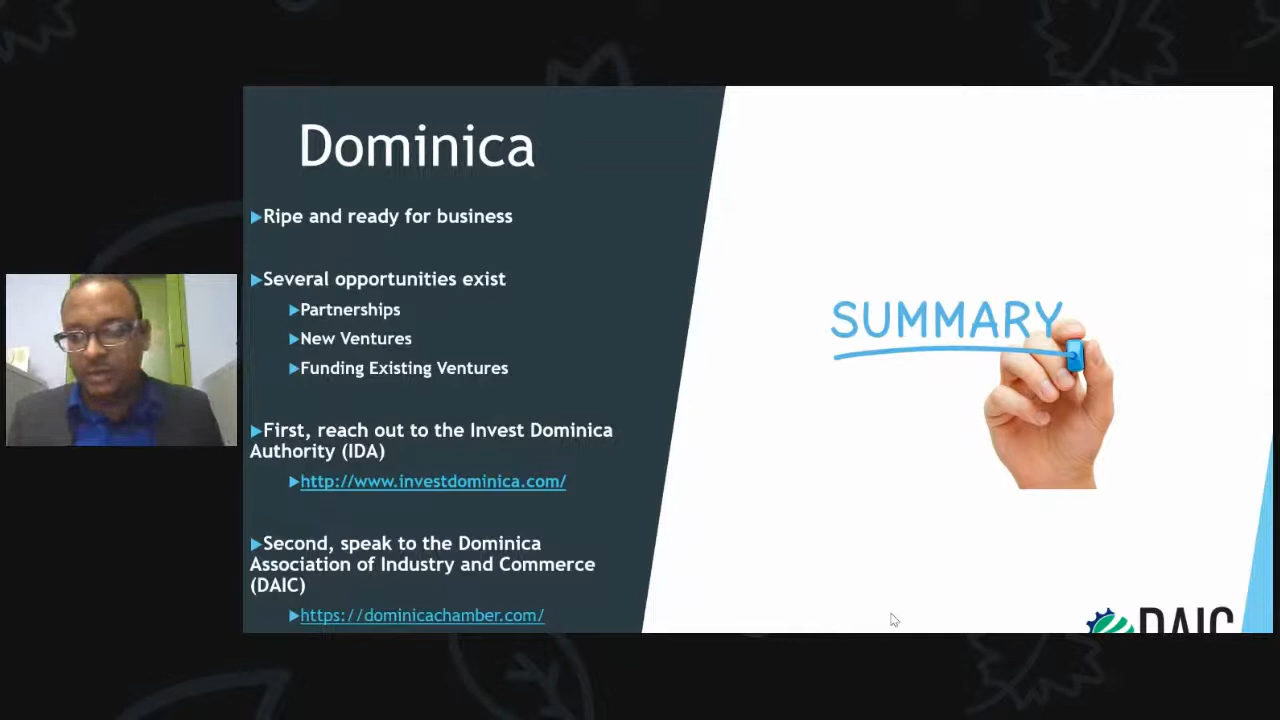 Dominica
Ripe and ready for business
Several opportunities exist
Partnerships
New Ventures
Funding Existing Ventures
First, reach out to the Invest Dominica
Authority (IDA)
http://www.investdominica.com/
Second, speak to the Dominica
Association of Industry and Commerce
(DAIC)
https://dominicachamber.com/
SUMMARY
DAIC